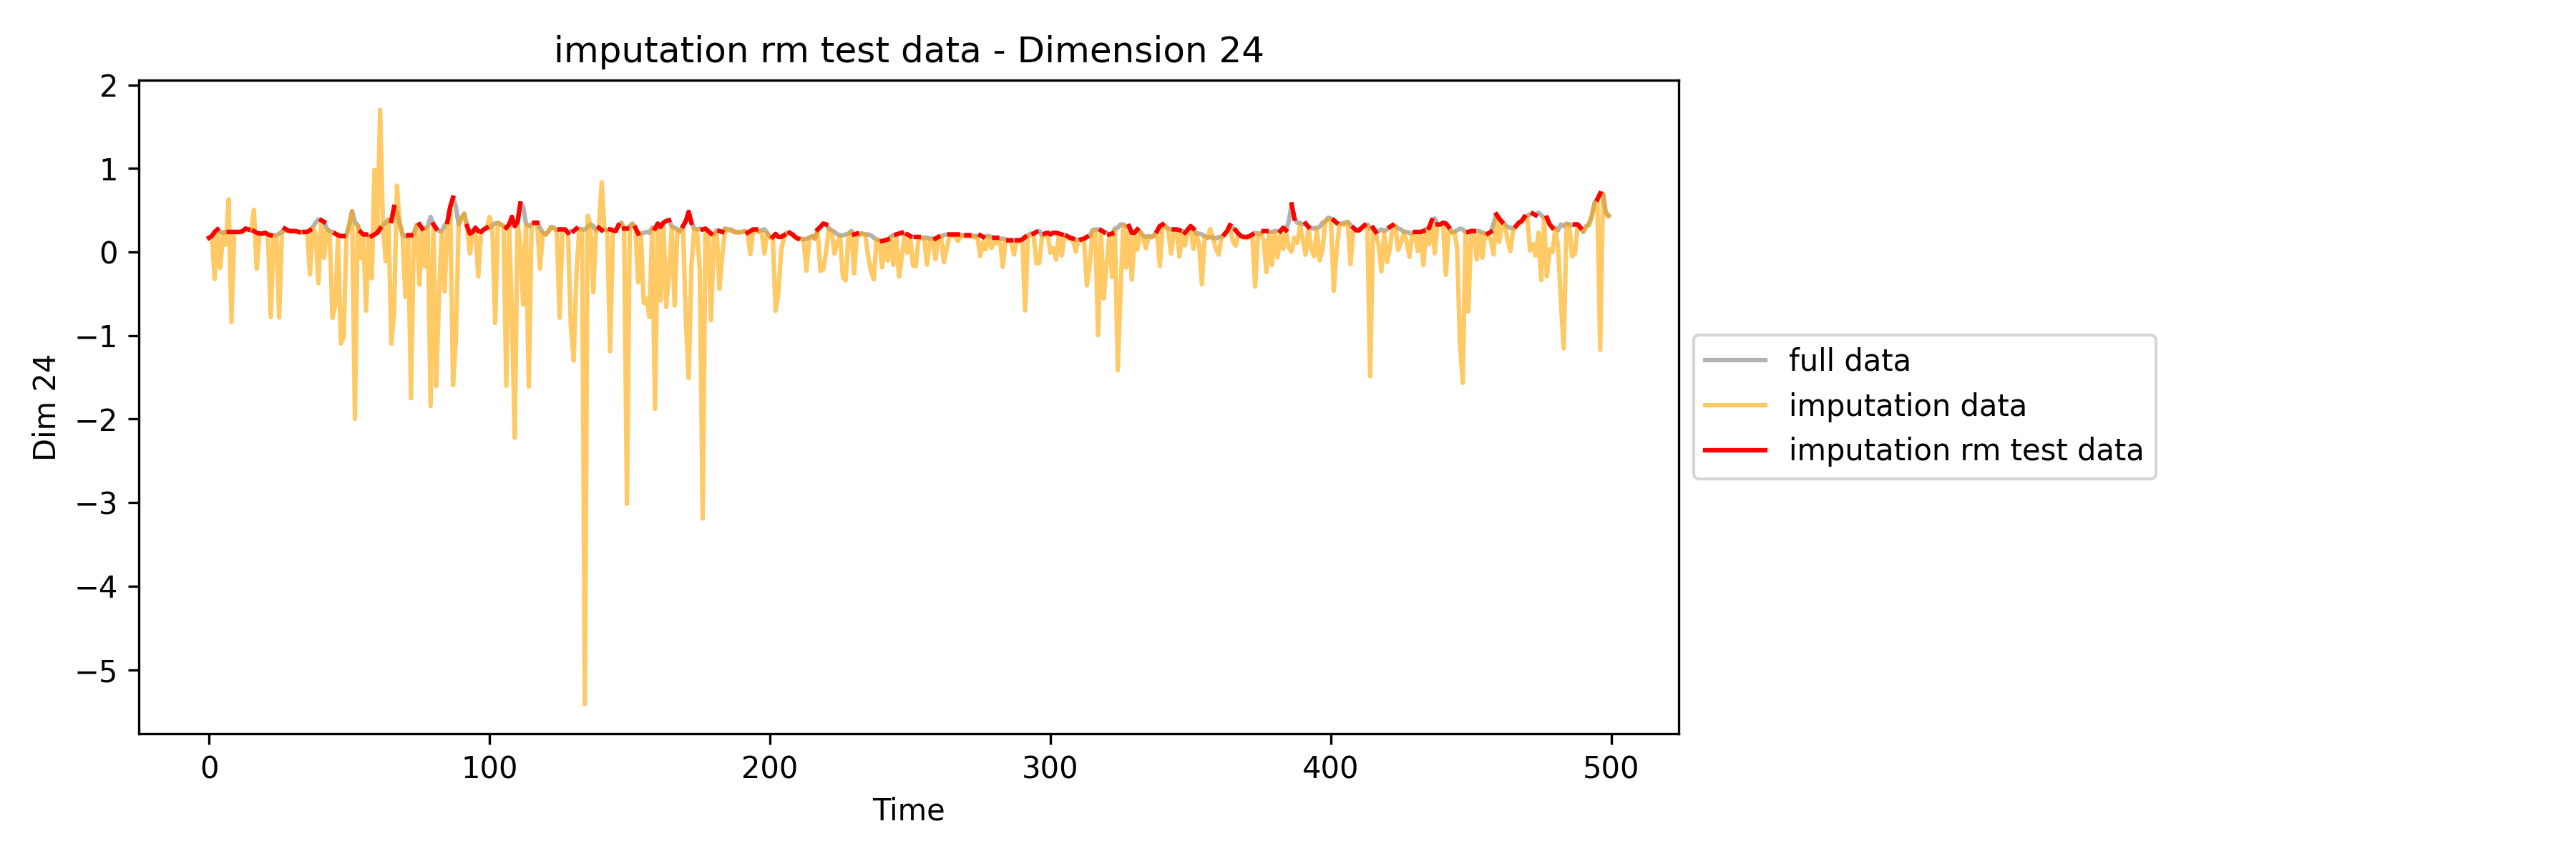 imputation rm test data - Dimension 24
2
1
0
−1
−2
−3
−4
−5
Dim 24
0 100 200 300 400 500
Time
full data
imputation data
imputation rm test data